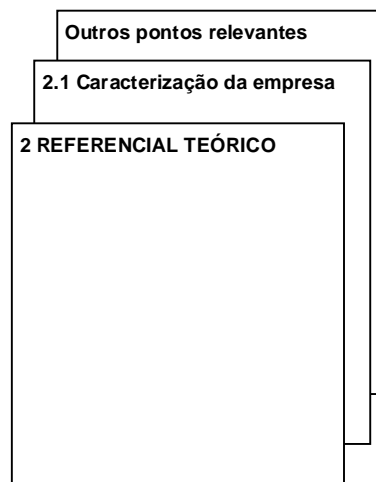 Outros pontos relevantes
2.1 Caracterização da empresa
2 REFERENCIAL TEÓRICO